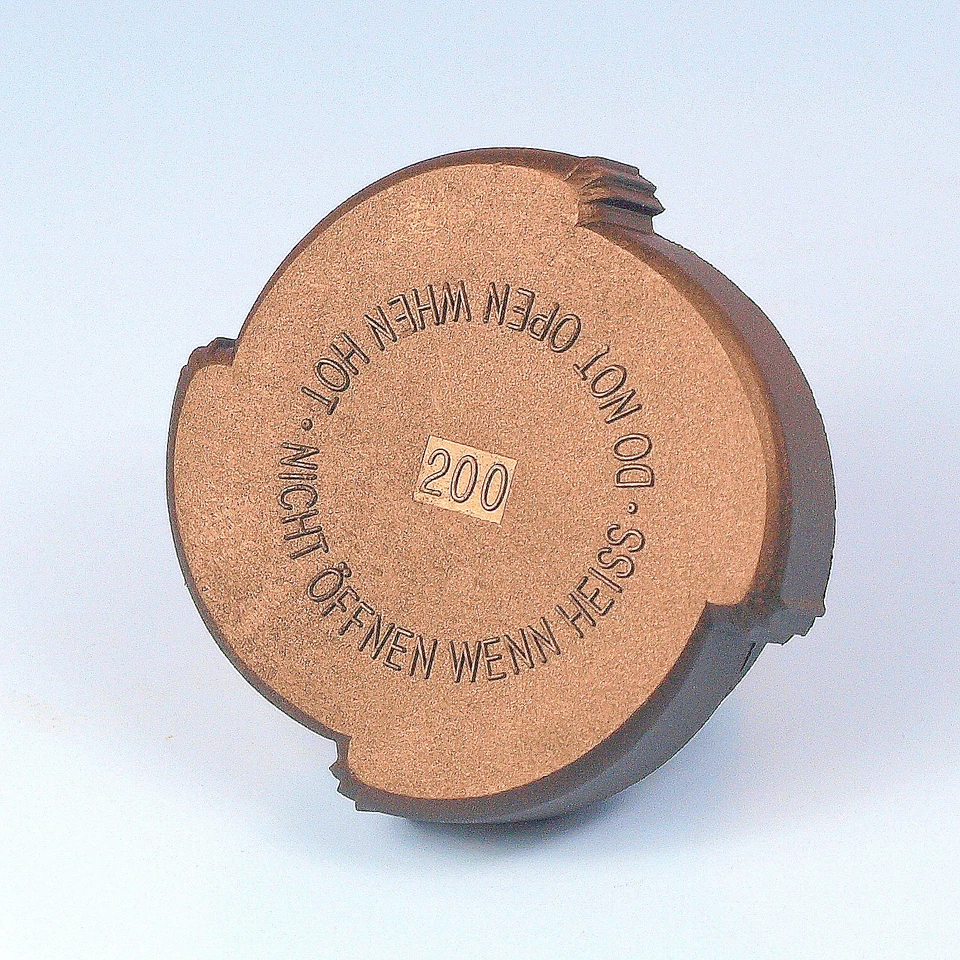 NICHT ÖFFNEN WENN HEISS · DO NOT OPEN WHEN HOT ·
200